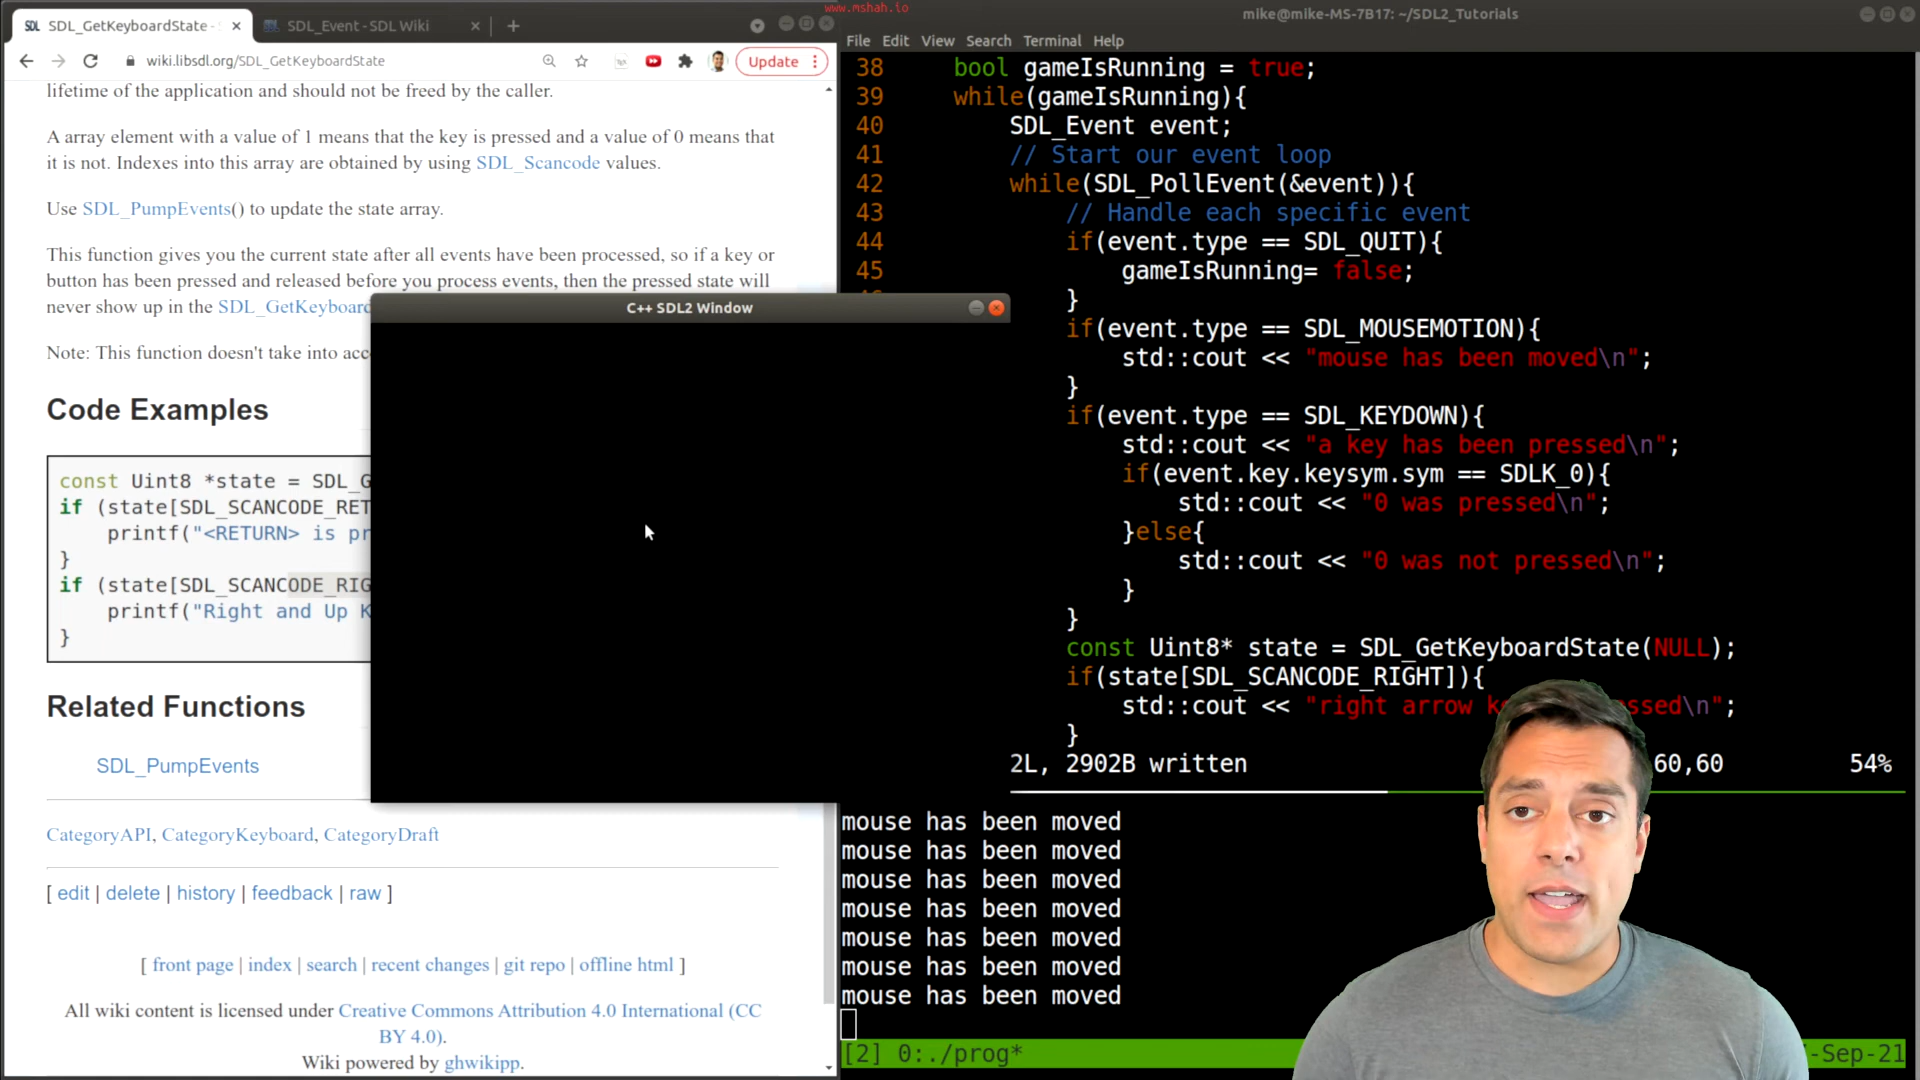 www.mshah.io
SDL_GetKeyboardState -
SDL_Event - SDL Wiki
mike@mike-MS-7B17: ~/SDL2_Tutorials
wiki.libsdl.org/SDL_GetKeyboardState
Update
File Edit View Search Terminal Help
lifetime of the application and should not be freed by the caller.
A array element with a value of 1 means that the key is pressed and a value of 0 means that
it is not. Indexes into this array are obtained by using SDL_Scancode values.
Use SDL_PumpEvents() to update the state array.
This function gives you the current state after all events have been processed, so if a key or
button has been pressed and released before you process events, then the pressed state will
never show up in the SDL_GetKeyboard
Note: This function doesn't take into acc
Code Examples
const Uint8 *state = SDL_G
if (state[SDL_SCANCODE_RET
printf("<RETURN> is pr
}
if (state[SDL_SCANCODE_RIG
printf("Right and Up K
}
Related Functions
SDL_PumpEvents
CategoryAPI, CategoryKeyboard, CategoryDraft
[ edit | delete | history | feedback | raw ]
[ front page | index | search | recent changes | git repo | offline html ]
All wiki content is licensed under Creative Commons Attribution 4.0 International (CC
BY 4.0).
Wiki powered by ghwikipp.
C++ SDL2 Window
38 bool gameIsRunning = true;
39 while(gameIsRunning){
40 SDL_Event event;
41 // Start our event loop
42 while(SDL_PollEvent(&event)){
43 // Handle each specific event
44 if(event.type == SDL_QUIT){
45 gameIsRunning= false;
}
if(event.type == SDL_MOUSEMOTION){
std::cout << "mouse has been moved\n";
}
if(event.type == SDL_KEYDOWN){
std::cout << "a key has been pressed\n";
if(event.key.keysym.sym == SDLK_0){
std::cout << "0 was pressed\n";
}else{
std::cout << "0 was not pressed\n";
}
}
const Uint8* state = SDL_GetKeyboardState(NULL);
if(state[SDL_SCANCODE_RIGHT]){
std::cout << "right arrow k ssed\n";
}
2L, 2902B written 60,60 54%
mouse has been moved
mouse has been moved
mouse has been moved
mouse has been moved
mouse has been moved
mouse has been moved
mouse has been moved
[2] 0:./prog* -Sep-21